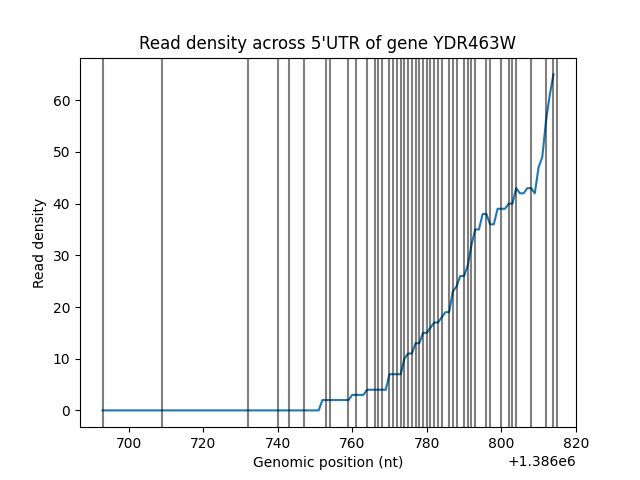 Read density across 5'UTR of gene YDR463W
Read density
60
50
40
30
20
10
0
700 720 740 760 780 800 820
Genomic position (nt)
+1.386e6